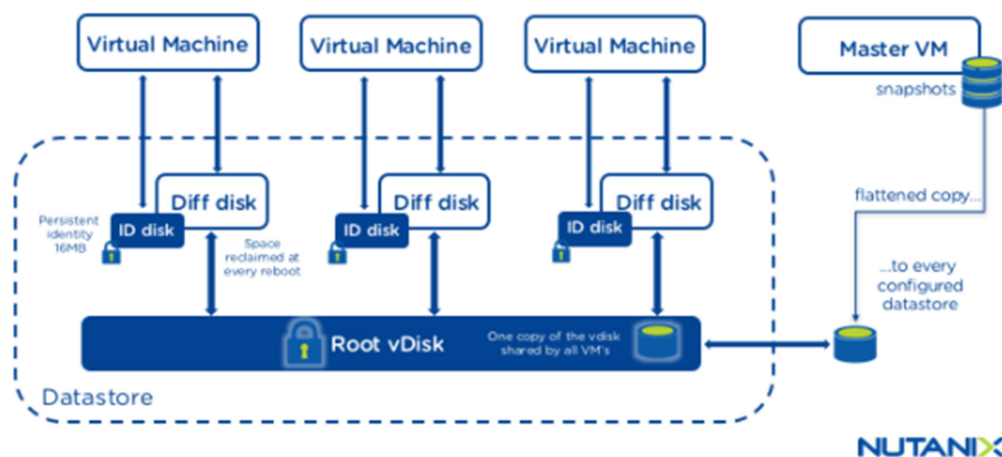 Virtual Machine
Virtual Machine
Virtual Machine
Master VM
snapshots
Diff disk
Diff disk
Diff disk
ID disk
ID disk
ID disk
Persistent
identity
16MB
Space
reclaimed at
every reboot
flattened copy...
...to every
configured
datastore
Root vDisk
One copy of the vdisk
shared by all VM's
Datastore
NUTANIX